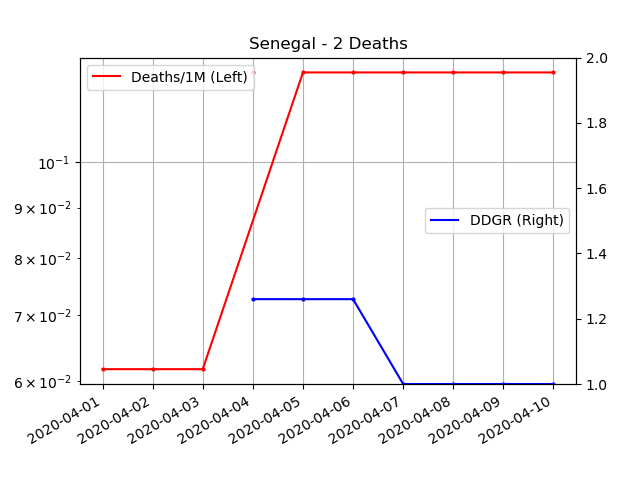 Senegal - 2 Deaths
Deaths/1M (Left)
DDGR (Right)
10⁻¹
9 × 10⁻²
8 × 10⁻²
7 × 10⁻²
6 × 10⁻²
2.0
1.8
1.6
1.4
1.2
1.0
2020-04-01
2020-04-02
2020-04-03
2020-04-04
2020-04-05
2020-04-06
2020-04-07
2020-04-08
2020-04-09
2020-04-10